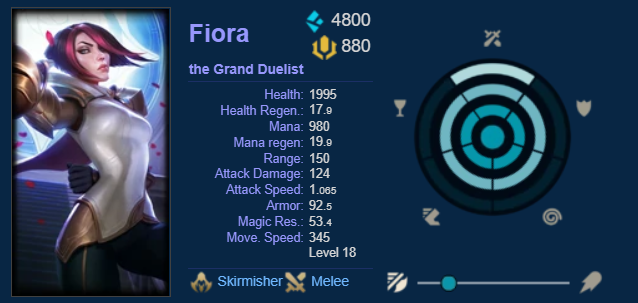 Fiora
4800
880
the Grand Duelist
Health: 1995
Health Regen.: 17.9
Mana: 980
Mana regen: 19.9
Range: 150
Attack Damage: 124
Attack Speed: 1.065
Armor: 92.5
Magic Res.: 53.4
Move. Speed: 345
Level 18
Skirmisher Melee